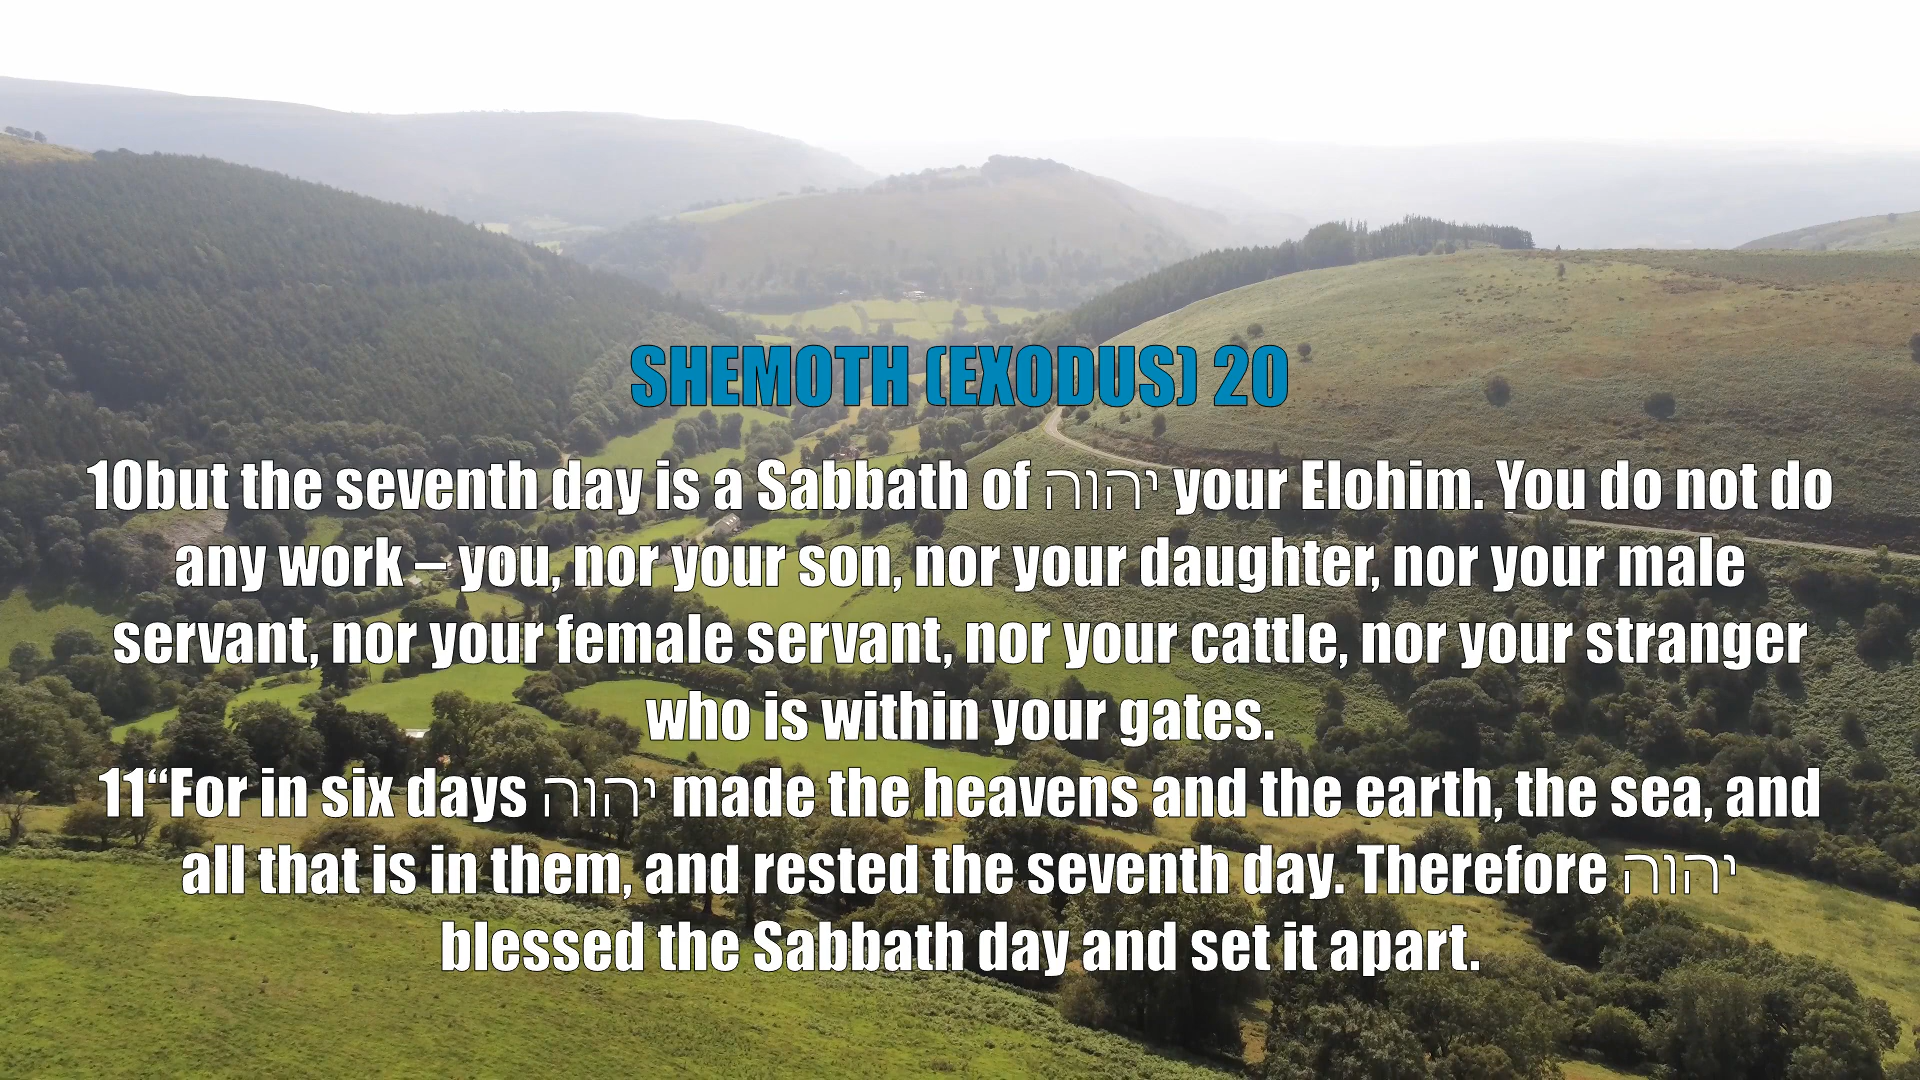 SHEMOTH (EXODUS) 20
10but the seventh day is a Sabbath of יהוה your Elohim. You do not do
any work – you, nor your son, nor your daughter, nor your male
servant, nor your female servant, nor your cattle, nor your stranger
who is within your gates.
11“For in six days יהוה made the heavens and the earth, the sea, and
all that is in them, and rested the seventh day. Therefore יהוה
blessed the Sabbath day and set it apart.